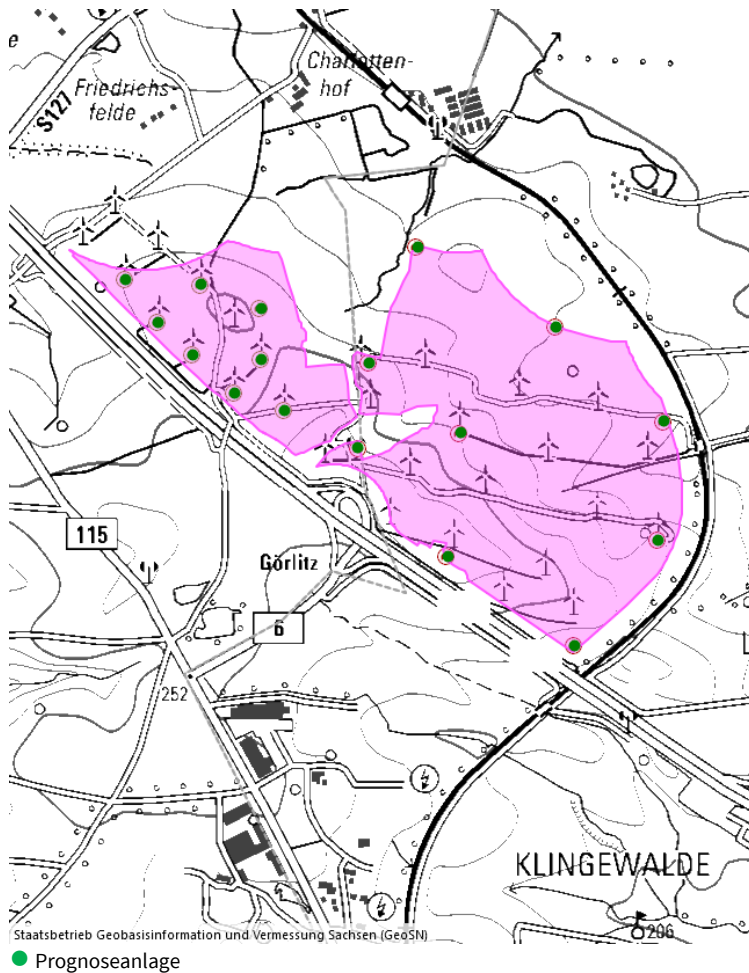 e
Charlotten-
hof
Friedrichs-
felde
S127
115
Görlitz
6
252
L
KLINGEWALDE
206
Staatsbetrieb Geobasisinformation und Vermessung Sachsen (GeoSN)
Prognoseanlage